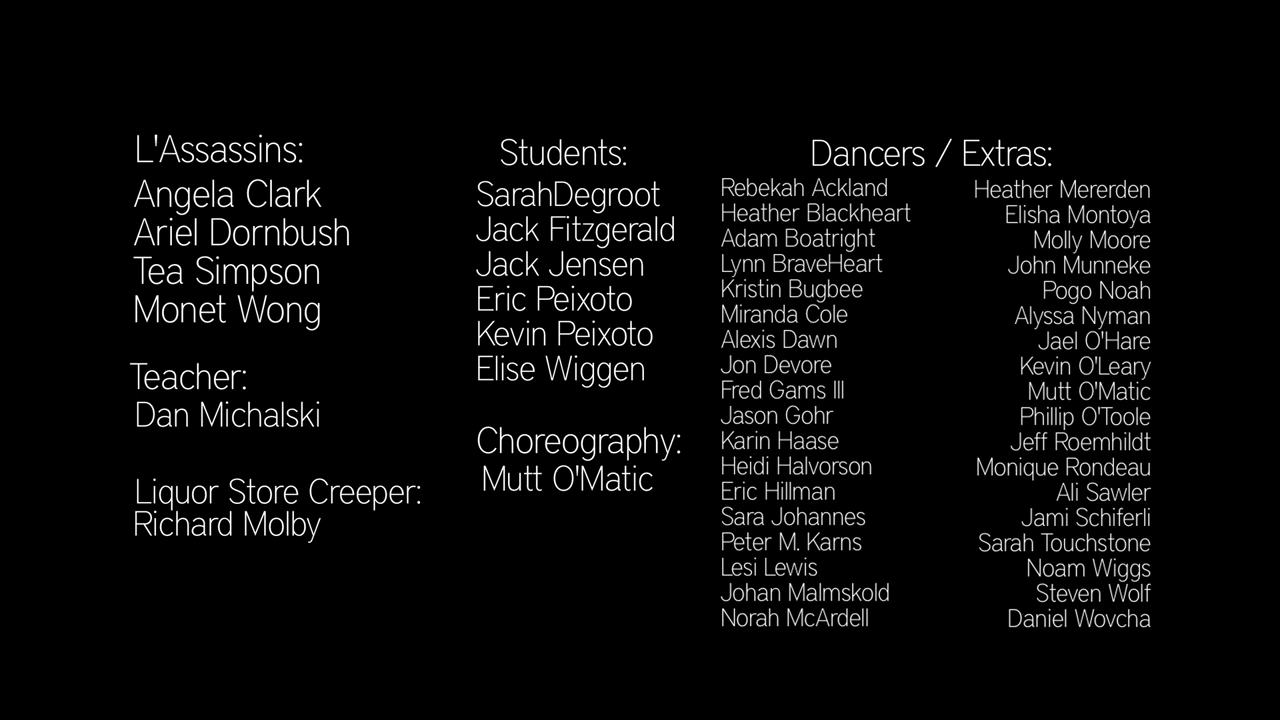 L'Assassins:
Angela Clark
Ariel Dornbush
Tea Simpson
Monet Wong
Teacher:
Dan Michalski
Liquor Store Creeper:
Richard Molby
Students:
SarahDegroot
Jack Fitzgerald
Jack Jensen
Eric Peixoto
Kevin Peixoto
Elise Wiggen
Choreography:
Mutt O'Matic
Dancers / Extras:
Rebekah Ackland
Heather Blackheart
Adam Boatright
Lynn BraveHeart
Kristin Bugbee
Miranda Cole
Alexis Dawn
Jon Devore
Fred Gams III
Jason Gohr
Karin Haase
Heidi Halvorson
Eric Hillman
Sara Johannes
Peter M. Karns
Lesi Lewis
Johan Malmskold
Norah McArdell
Heather Mererden
Elisha Montoya
Molly Moore
John Munneke
Pogo Noah
Alyssa Nyman
Jael O'Hare
Kevin O'Leary
Mutt O'Matic
Phillip O'Toole
Jeff Roemhildt
Monique Rondeau
Ali Sawler
Jami Schiferli
Sarah Touchstone
Noam Wiggs
Steven Wolf
Daniel Wovcha